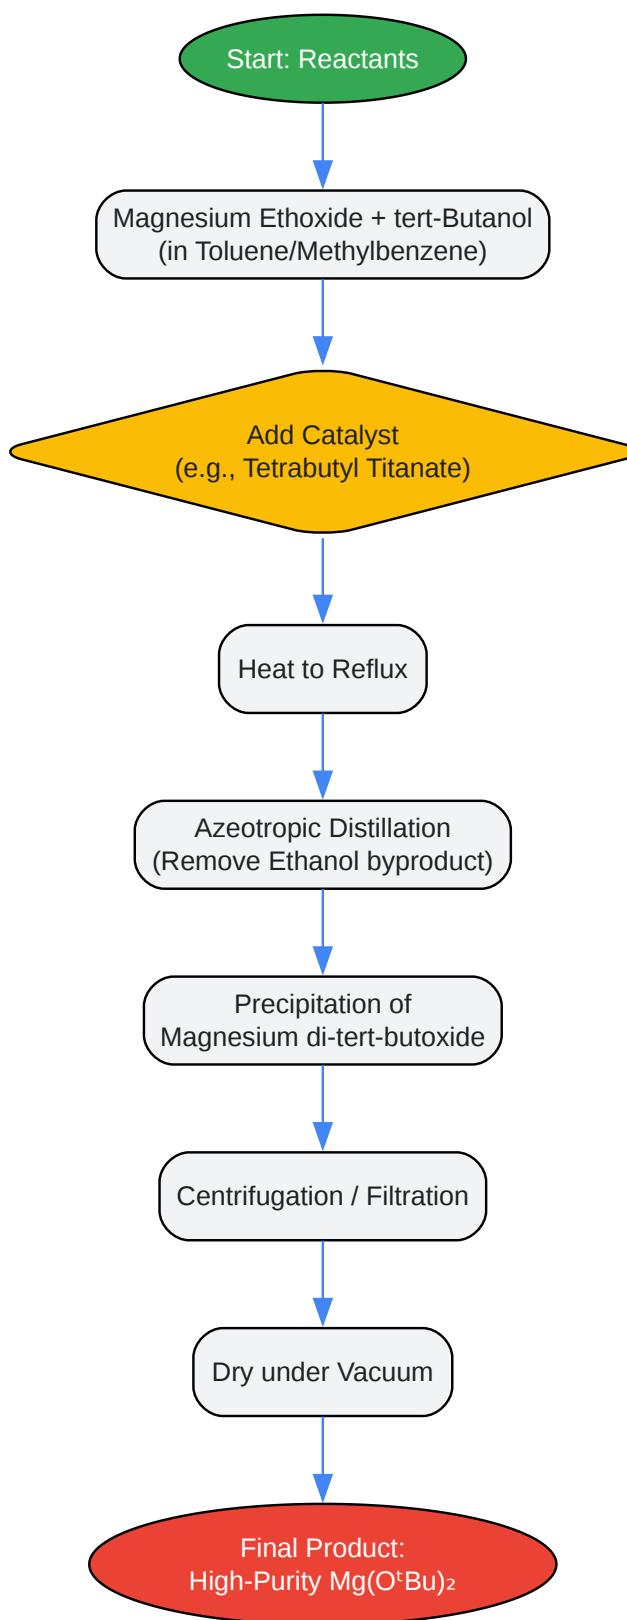 Start: Reactants
Magnesium Ethoxide + tert-Butanol
(in Toluene/Methylbenzene)
Add Catalyst
(e.g., Tetrabutyl Titanate)
Heat to Reflux
Azeotropic Distillation
(Remove Ethanol byproduct)
Precipitation of
Magnesium di-tert-butoxide
Centrifugation / Filtration
Dry under Vacuum
Final Product:
High-Purity Mg(OᵗBu)₂